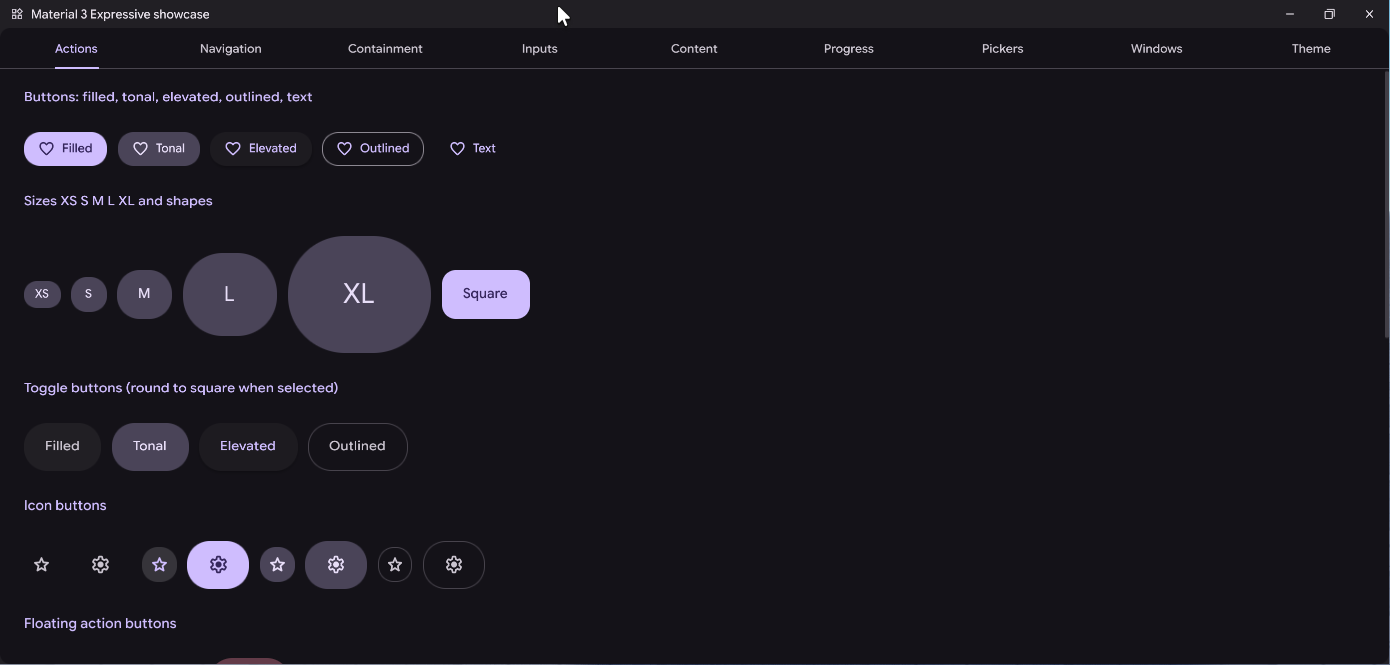 Material 3 Expressive showcase
Actions Navigation Containment Inputs Content Progress Pickers Windows Theme
Buttons: filled, tonal, elevated, outlined, text
Filled Tonal Elevated Outlined Text
Sizes XS S M L XL and shapes
XS S M L XL Square
Toggle buttons (round to square when selected)
Filled Tonal Elevated Outlined
Icon buttons
Floating action buttons